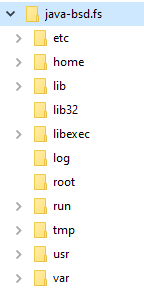 java-bsd.fs
etc
home
lib
lib32
libexec
log
root
run
tmp
usr
var